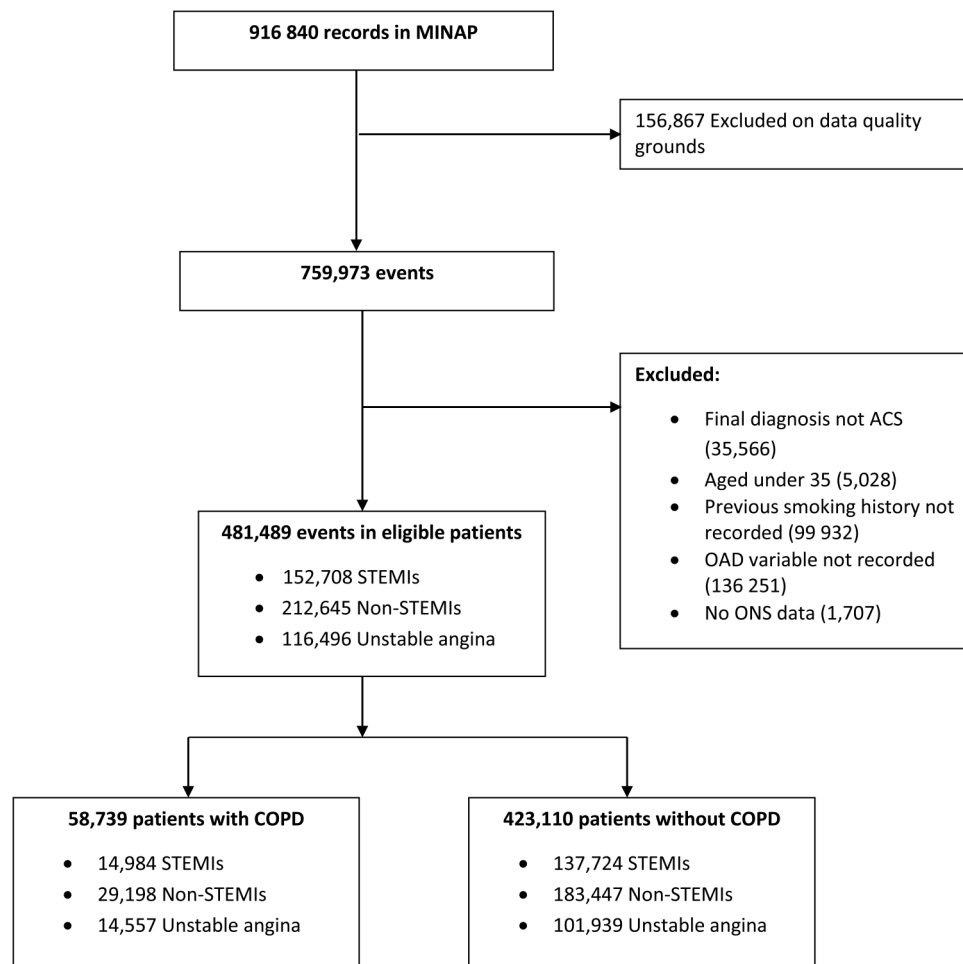 916 840 records in MINAP
156,867 Excluded on data quality
grounds
759,973 events
Excluded:
• Final diagnosis not ACS
(35,566)
• Aged under 35 (5,028)
• Previous smoking history not
recorded (99 932)
• OAD variable not recorded
(136 251)
• No ONS data (1,707)
481,489 events in eligible patients
• 152,708 STEMIs
• 212,645 Non-STEMIs
• 116,496 Unstable angina
58,739 patients with COPD
• 14,984 STEMIs
• 29,198 Non-STEMIs
• 14,557 Unstable angina
423,110 patients without COPD
• 137,724 STEMIs
• 183,447 Non-STEMIs
• 101,939 Unstable angina